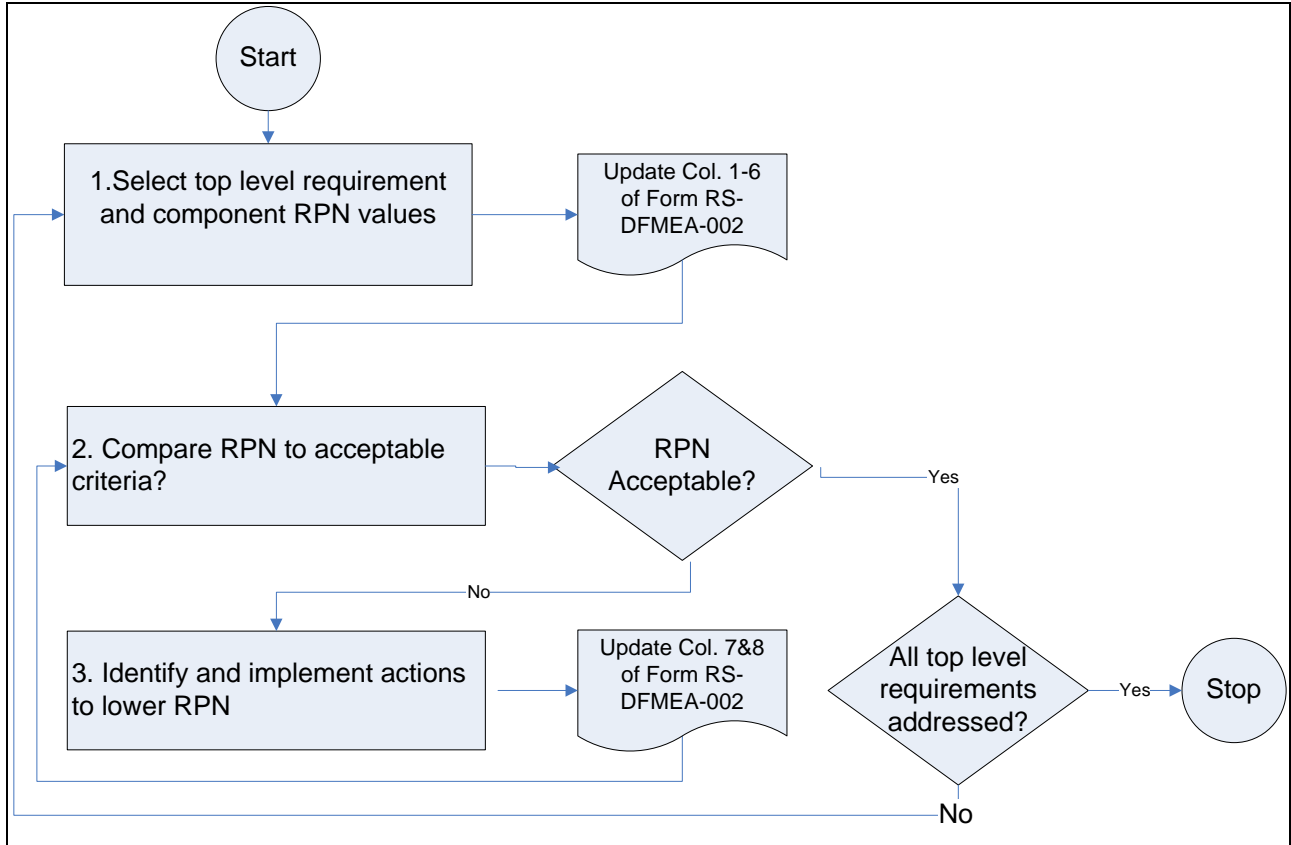 Start
1.Select top level requirement
and component RPN values
Update Col. 1-6
of Form RS-
DFMEA-002
2. Compare RPN to acceptable
criteria?
RPN
Acceptable?
Yes
No
3. Identify and implement actions
to lower RPN
Update Col. 7&8
of Form RS-
DFMEA-002
All top level
requirements
addressed?
Yes
Stop
No